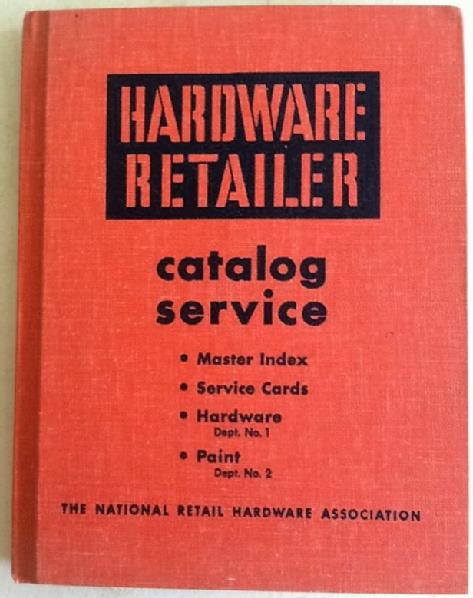 HARDWARE
RETAILER
catalog
service
• Master Index
• Service Cards
• Hardware
Dept. No. 1
• Paint
Dept. No. 2
THE NATIONAL RETAIL HARDWARE ASSOCIATION